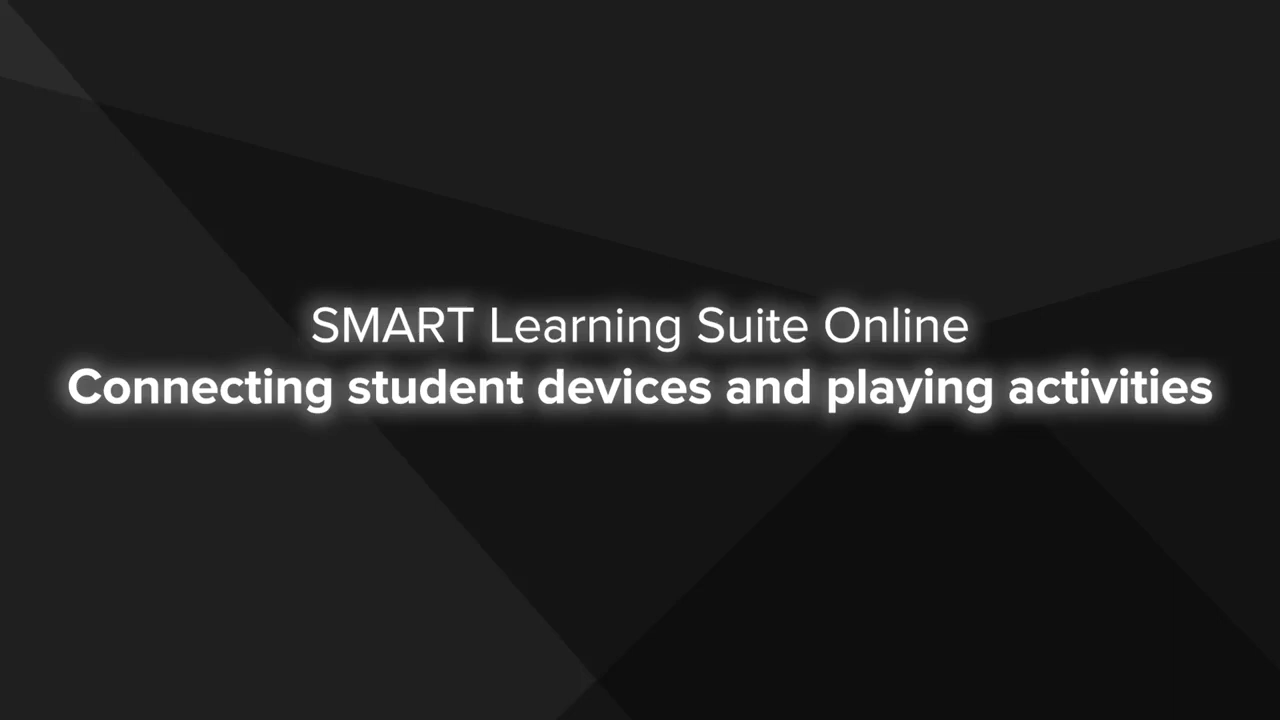 SMART Learning Suite Online
Connecting student devices and playing activities